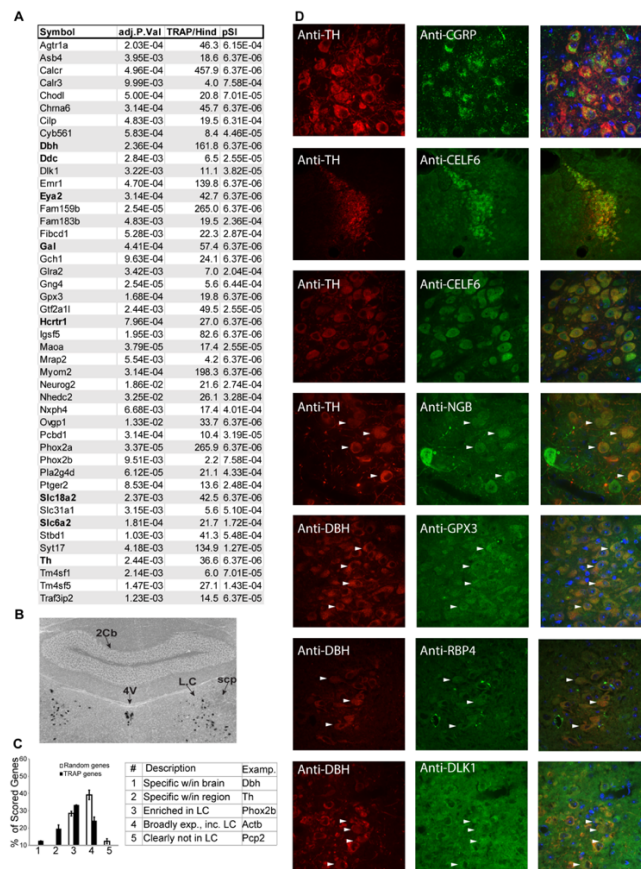 A
Symbol adj.P.Val TRAP/Hind pSI
Agtr1a 2.03E-04 46.3 6.15E-04
Asb4 3.95E-03 18.6 6.37E-06
Calcr 4.96E-04 457.9 6.37E-06
Calr3 9.99E-03 4.0 7.58E-04
Chodl 5.00E-04 20.8 7.01E-05
Chrna6 3.14E-04 45.7 6.37E-06
Cilp 4.83E-03 19.5 6.31E-04
Cyb561 5.83E-04 8.4 4.46E-05
Dbh 2.36E-04 161.8 6.37E-06
Ddc 2.84E-03 6.5 2.55E-05
Dlk1 3.22E-03 11.1 3.82E-05
Emr1 4.70E-04 139.8 6.37E-06
Eya2 3.14E-04 42.7 6.37E-06
Fam159b 2.54E-05 265.0 6.37E-06
Fam183b 4.83E-03 19.5 2.36E-04
Fibcd1 5.28E-03 22.3 2.87E-04
Gal 4.41E-04 57.4 6.37E-06
Gch1 9.63E-04 24.1 6.37E-06
Glra2 3.42E-03 7.0 2.04E-04
Gng4 2.54E-05 5.6 6.44E-04
Gpx3 1.68E-04 19.8 6.37E-06
Gtf2a1l 2.44E-03 49.5 2.55E-05
Hcrtr1 7.96E-04 27.0 6.37E-06
Igsf5 1.95E-03 82.6 6.37E-06
Maoa 3.79E-05 17.4 2.55E-05
Mrap2 5.54E-03 4.2 6.37E-05
Myom2 3.14E-04 198.3 6.37E-06
Neurog2 1.86E-02 21.6 2.74E-04
Nhedc2 3.25E-02 26.1 3.28E-04
Nxph4 6.68E-03 17.4 4.01E-04
Ovgp1 1.33E-02 33.7 6.37E-06
Pcbd1 3.14E-04 10.4 3.19E-05
Phox2a 3.37E-05 265.9 6.37E-06
Phox2b 9.51E-03 2.2 7.58E-04
Pla2g4d 6.12E-05 21.1 4.33E-04
Ptger2 8.53E-04 13.6 2.48E-04
Slc18a2 2.37E-03 42.5 6.37E-06
Slc31a1 3.15E-03 5.6 5.10E-04
Slc6a2 1.81E-04 21.7 1.72E-04
Stbd1 1.03E-03 41.3 5.48E-04
Syt17 4.18E-03 134.9 1.27E-05
Th 2.44E-03 36.6 6.37E-06
Tm4sf1 2.14E-03 6.0 7.01E-05
Tm4sf5 1.47E-03 27.1 1.43E-04
Traf3ip2 1.23E-03 14.5 6.37E-05
B
2Cb
4V
LC
scp
C
Random genes
TRAP genes
% of Scored Genes
60
40
20
10
1 2 3 4 5
# Description Examp.
1 Specific w/in brain Dbh
2 Specific w/in region Th
3 Enriched in LC Phox2b
4 Broadly exp., inc. LC Actb
5 Clearly not in LC Pcp2
D
Anti-TH Anti-CGRP
Anti-TH Anti-CELF6
Anti-TH Anti-CELF6
Anti-TH Anti-NGB
Anti-DBH Anti-GPX3
Anti-DBH Anti-RBP4
Anti-DBH Anti-DLK1